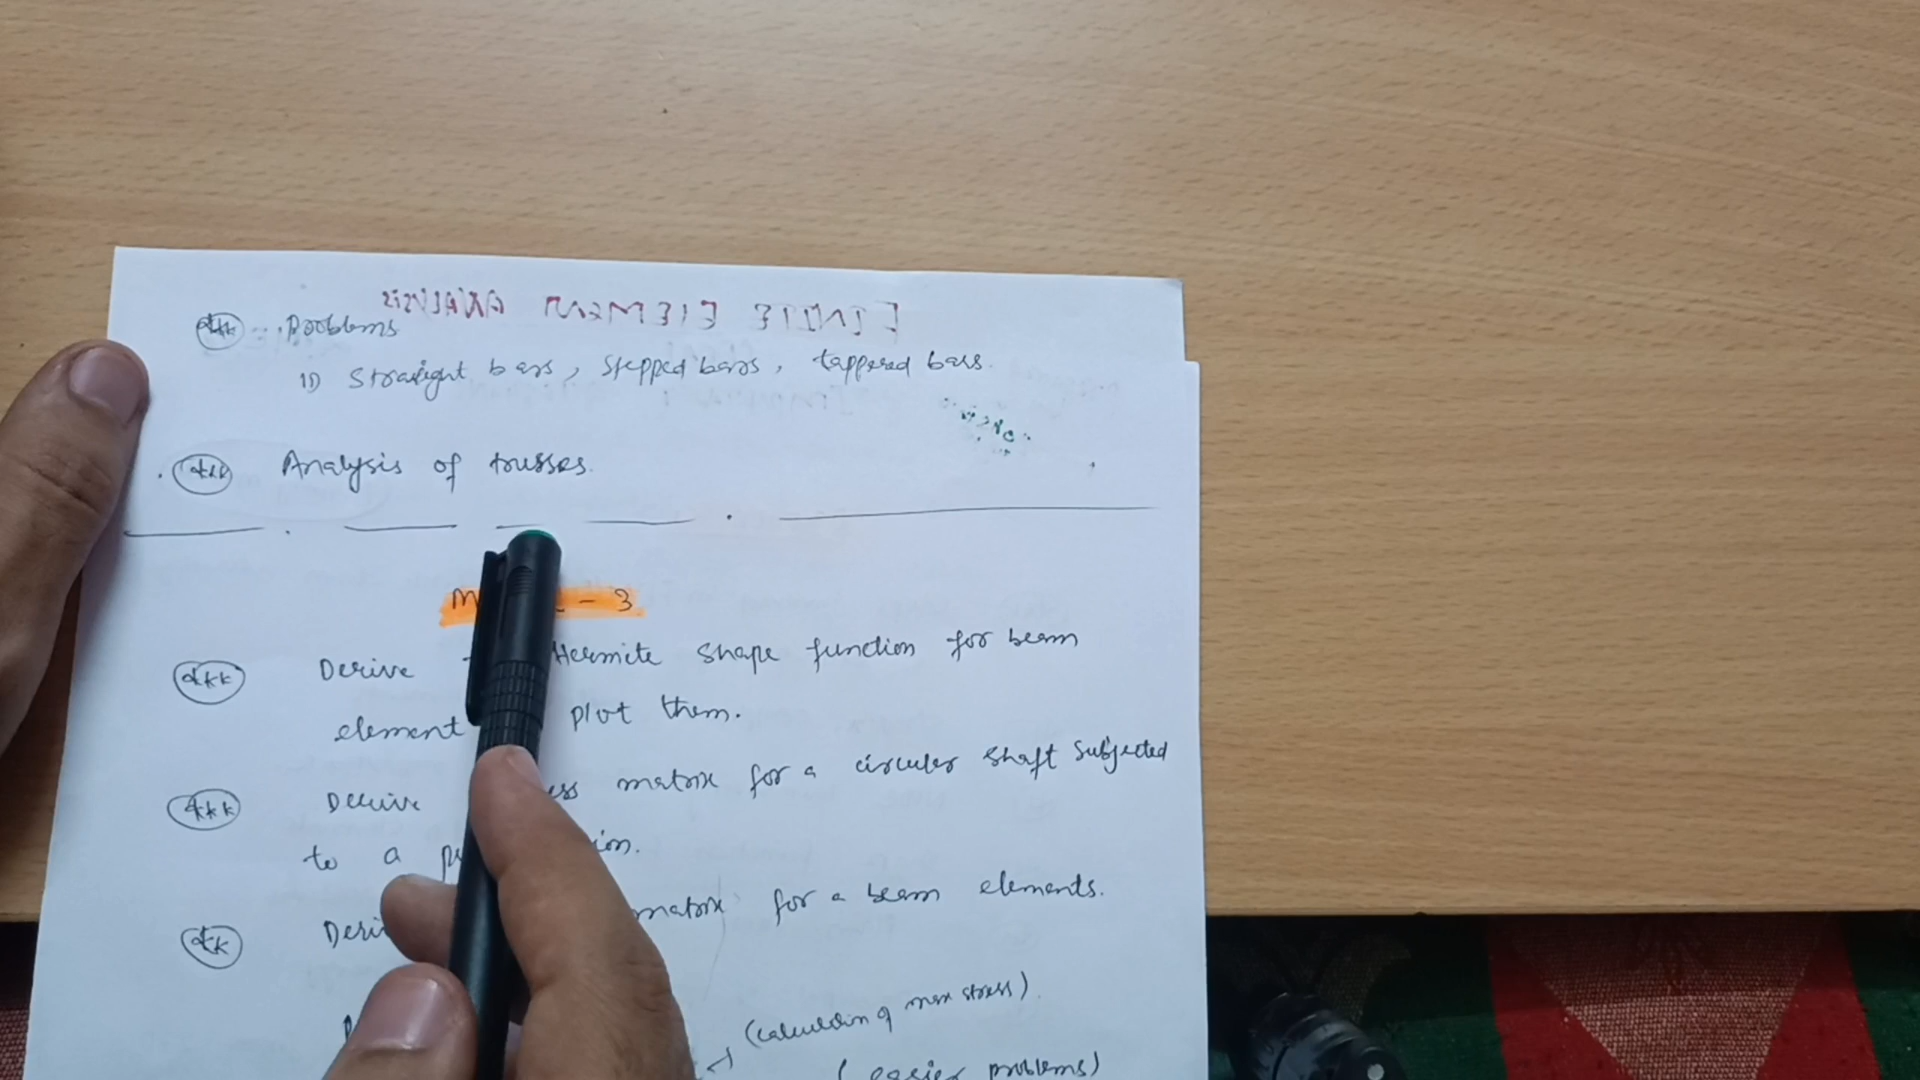 Problems
1) Straight bars, Stepped bars, tappered bars.
Analysis of trusses.
- 3
Derive Hermite shape function for beam
element plot them.
Derive matrix for a circular shaft subjected
to a
matrix for a beam elements.
(calculation of max stress)
(easier problems)